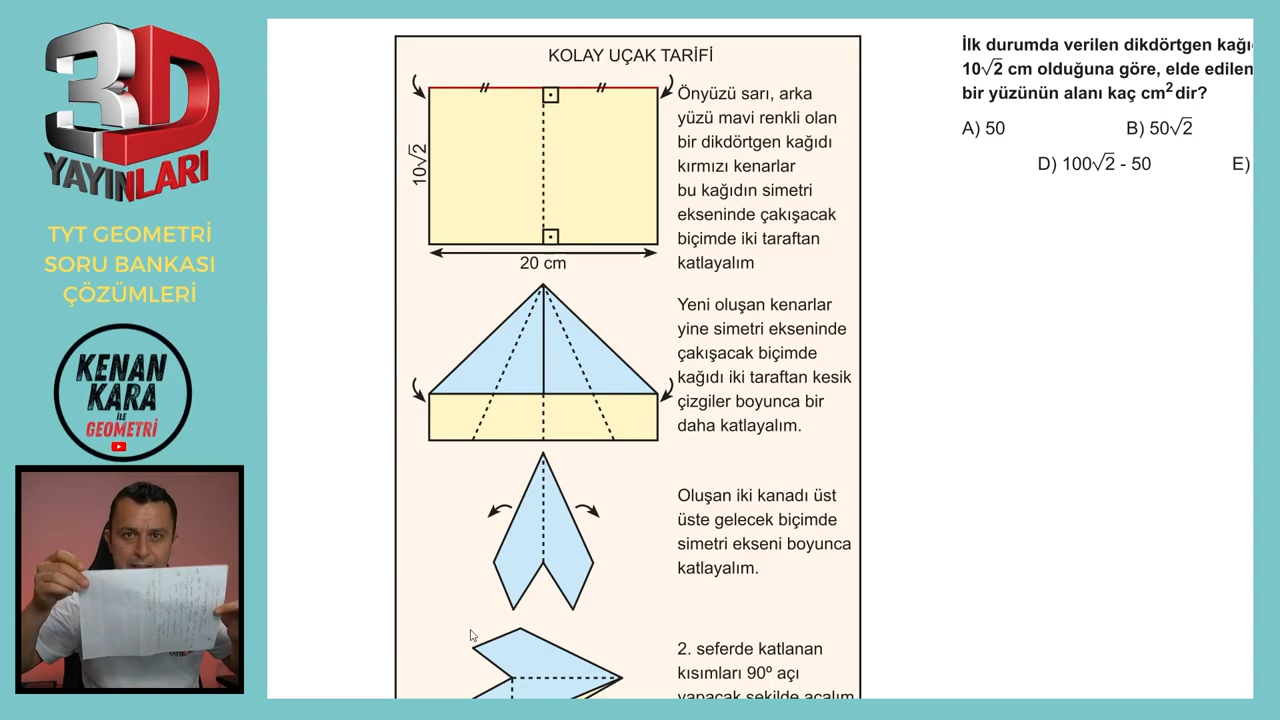 3D
YAYINLARI
TYT GEOMETRİ
SORU BANKASI
ÇÖZÜMLERİ
KENAN
KARA
İLE
GEOMETRİ
KOLAY UÇAK TARİFİ
10√2
20 cm
Önyüzü sarı, arka
yüzü mavi renkli olan
bir dikdörtgen kağıdı
kırmızı kenarlar
bu kağıdın simetri
ekseninde çakışacak
biçimde iki taraftan
katlayalım
Yeni oluşan kenarlar
yine simetri ekseninde
çakışacak biçimde
kağıdı iki taraftan kesik
çizgiler boyunca bir
daha katlayalım.
Oluşan iki kanadı üst
üste gelecek biçimde
simetri ekseni boyunca
katlayalım.
2. seferde katlanan
kısımları 90º açı
yapacak şekilde açalım
İlk durumda verilen dikdörtgen kağı
10√2 cm olduğuna göre, elde edilen
bir yüzünün alanı kaç cm² dir?
A) 50 B) 50√2
D) 100√2 - 50 E)